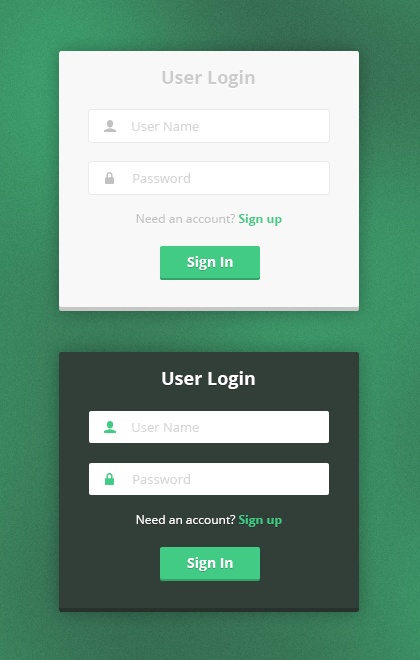 User Login
User Name
Password
Need an account? Sign up
Sign In
User Login
User Name
Password
Need an account? Sign up
Sign In